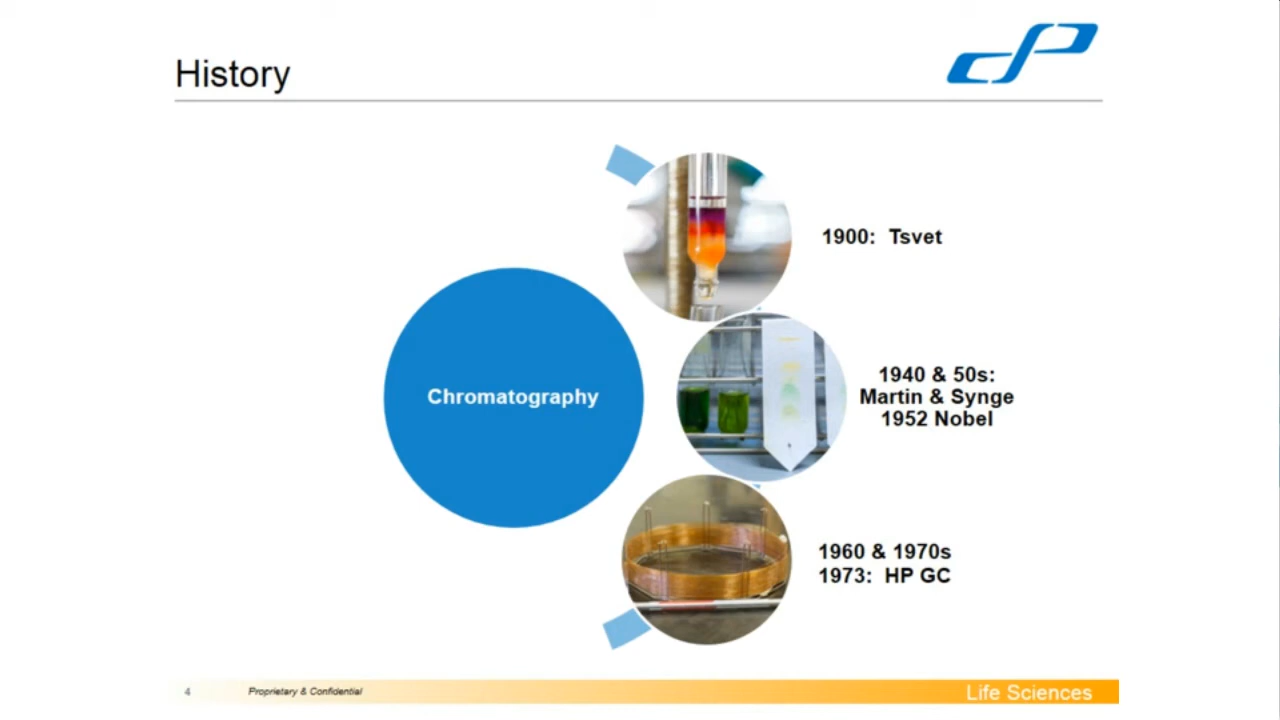 History
Chromatography
1900: Tsvet
1940 & 50s:
Martin & Synge
1952 Nobel
1960 & 1970s
1973: HP GC
4
Proprietary & Confidential
Life Sciences